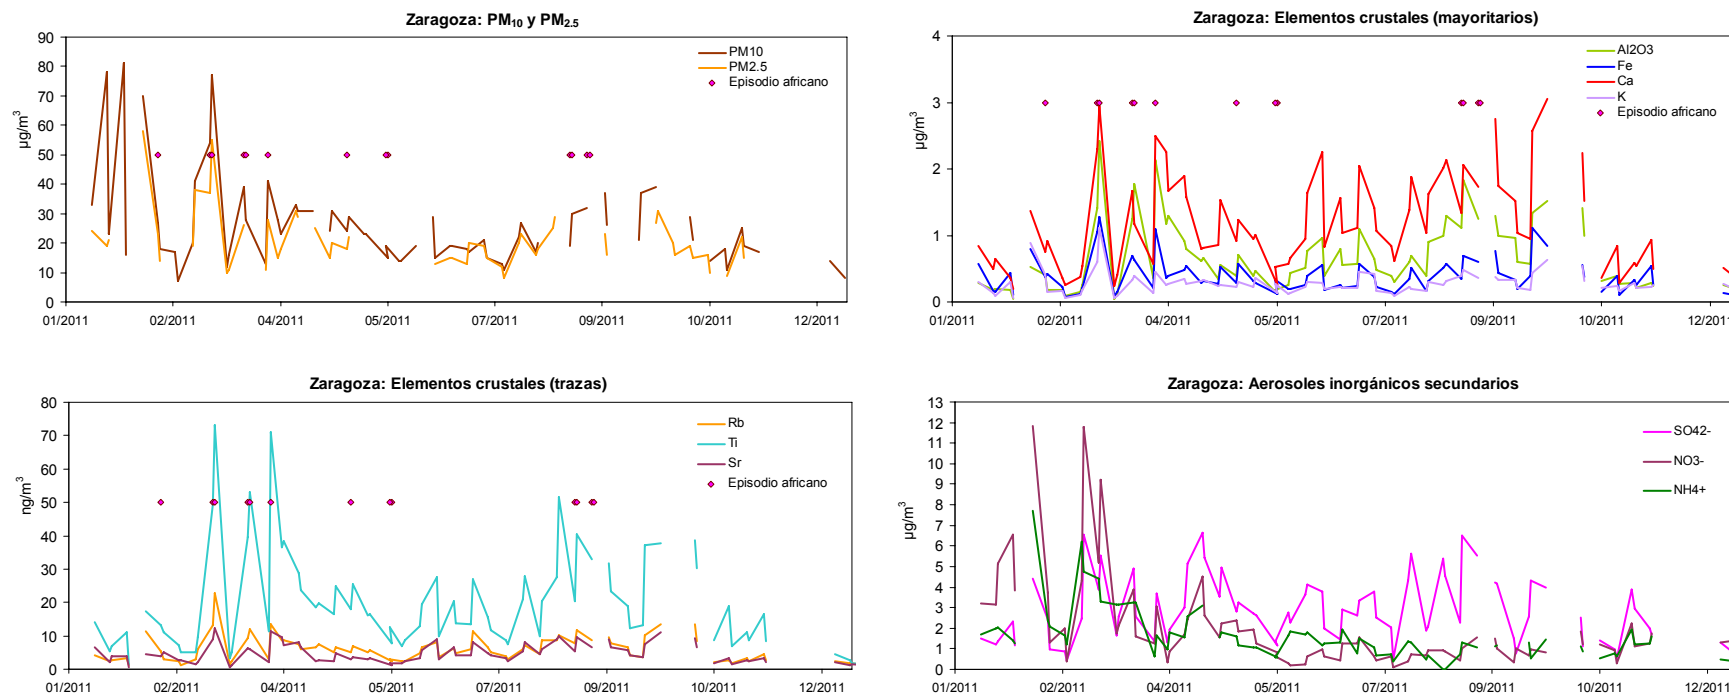 Zaragoza: PM10 y PM2.5
90
80
70
60
50
40
30
20
10
0
µg/m3
01/2011 02/2011 04/2011 05/2011 07/2011 09/2011 10/2011 12/2011
PM10
PM2.5
Episodio africano
Zaragoza: Elementos crustales (mayoritarios)
4
3
2
1
0
µg/m3
01/2011 02/2011 04/2011 05/2011 07/2011 09/2011 10/2011 12/2011
Al2O3
Fe
Ca
K
Episodio africano
Zaragoza: Elementos crustales (trazas)
80
70
60
50
40
30
20
10
0
ng/m3
01/2011 02/2011 04/2011 05/2011 07/2011 09/2011 10/2011 12/2011
Rb
Ti
Sr
Episodio africano
Zaragoza: Aerosoles inorgánicos secundarios
13
12
11
10
9
8
7
6
5
4
3
2
1
0
µg/m3
01/2011 02/2011 04/2011 05/2011 07/2011 09/2011 10/2011 12/2011
SO42-
NO3-
NH4+